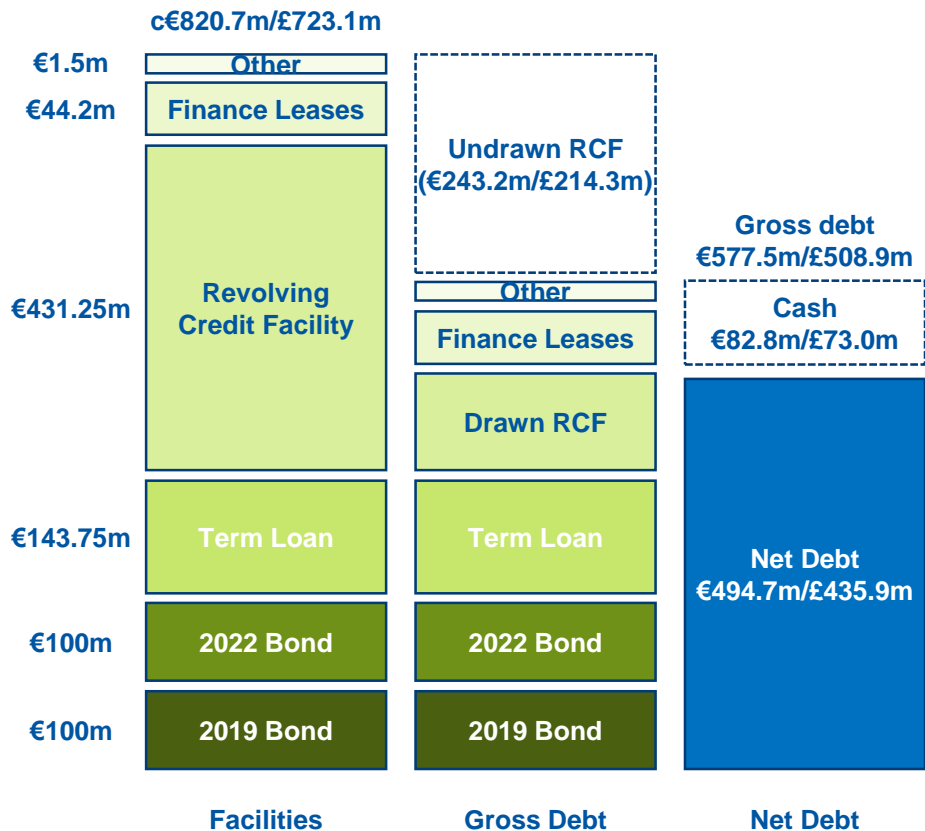 c€820.7m/£723.1m
€1.5m
Other
€44.2m
Finance Leases
€431.25m
Revolving
Credit Facility
€143.75m
Term Loan
€100m
2022 Bond
€100m
2019 Bond
Facilities
Undrawn RCF
(€243.2m/£214.3m)
Other
Finance Leases
Drawn RCF
Term Loan
2022 Bond
2019 Bond
Gross Debt
Gross debt
€577.5m/£508.9m
Cash
€82.8m/£73.0m
Net Debt
€494.7m/£435.9m
Net Debt